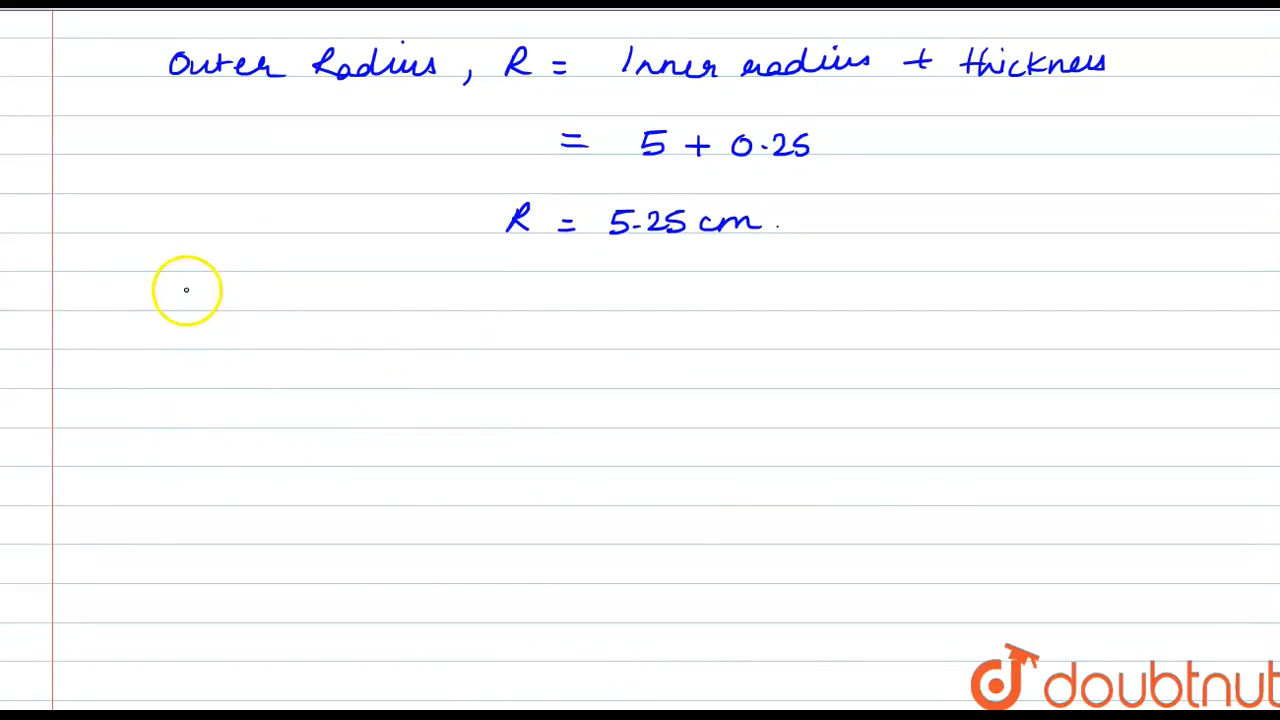 Outer Radius, R = Inner radius + thickness
= 5 + 0.25
R = 5.25 cm.
doubtnut